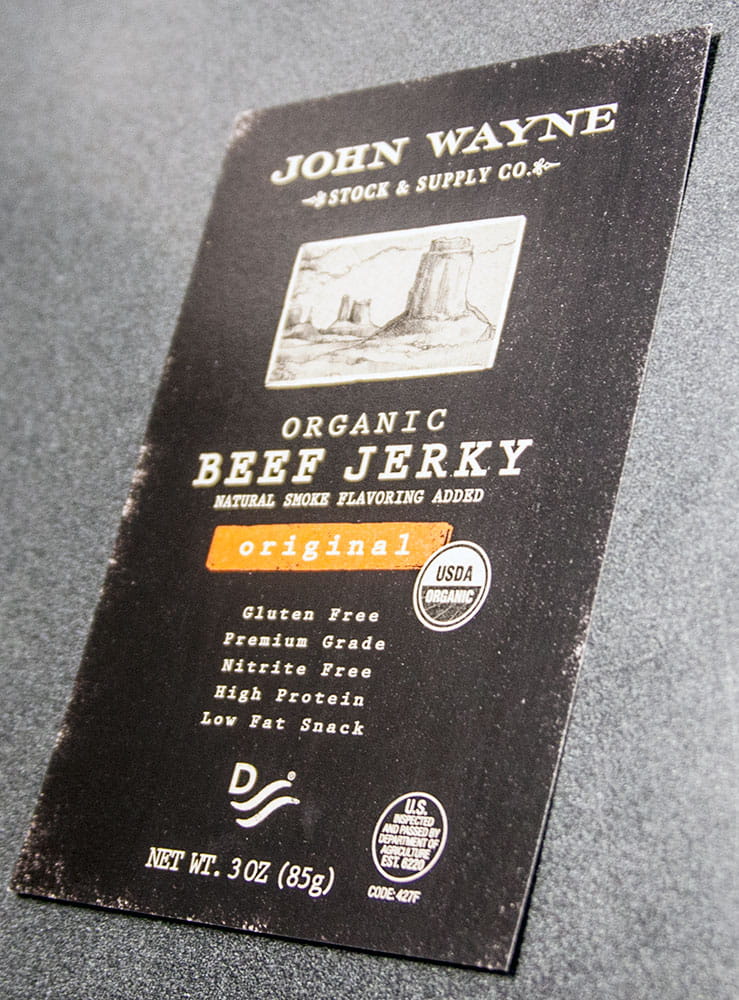 JOHN WAYNE
STOCK & SUPPLY CO.
ORGANIC
BEEF JERKY
NATURAL SMOKE FLAVORING ADDED
original
USDA
ORGANIC
Gluten Free
Premium Grade
Nitrite Free
High Protein
Low Fat Snack
D
NET WT. 3 OZ (85g)
U.S.
INSPECTED
AND PASSED BY
DEPARTMENT OF
AGRICULTURE
EST. 6220
CODE: 427F